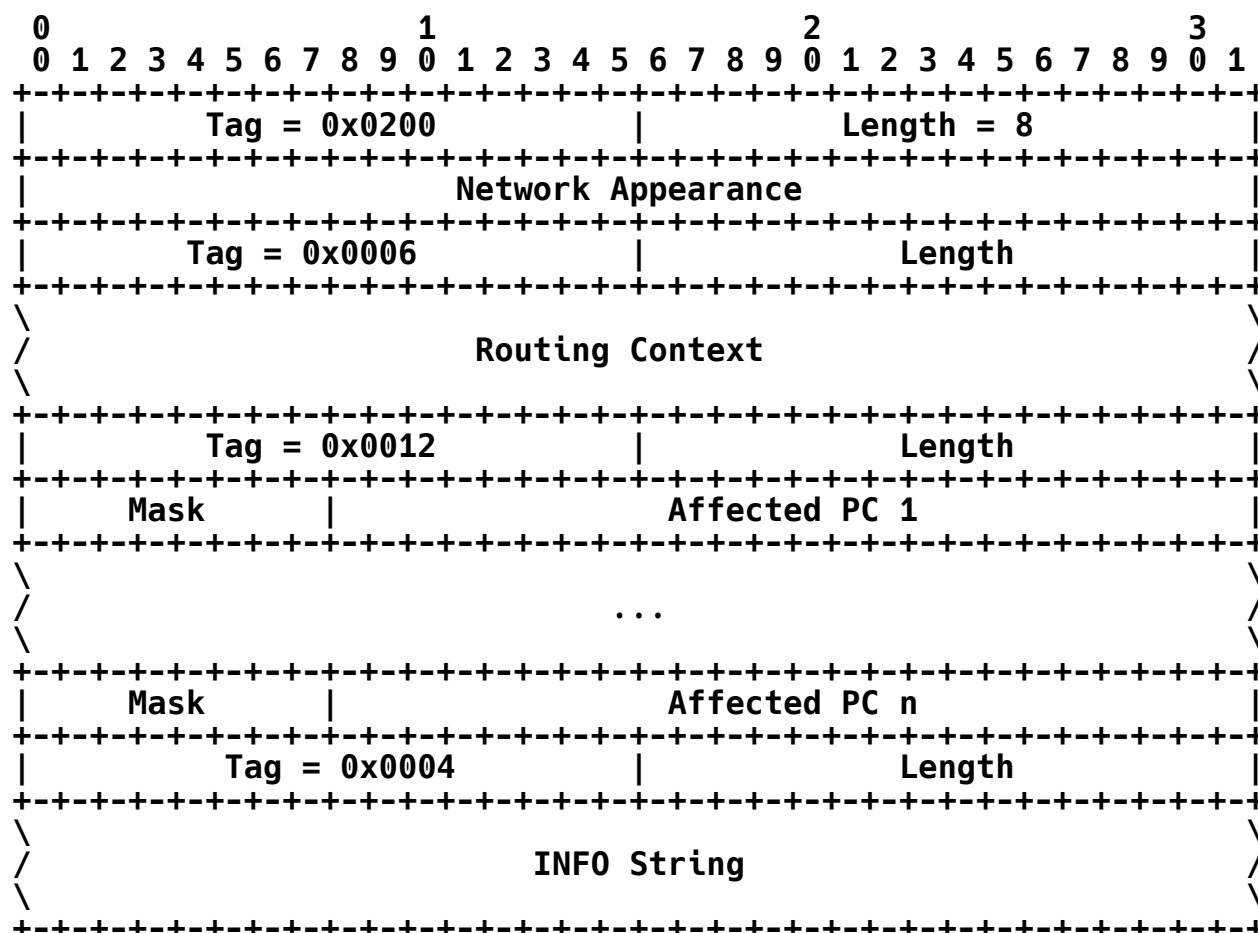 0                   1                   2                   3
 0 1 2 3 4 5 6 7 8 9 0 1 2 3 4 5 6 7 8 9 0 1 2 3 4 5 6 7 8 9 0 1
+-+-+-+-+-+-+-+-+-+-+-+-+-+-+-+-+-+-+-+-+-+-+-+-+-+-+-+-+-+-+-+-+
|         Tag = 0x0200          |          Length = 8           |
+-+-+-+-+-+-+-+-+-+-+-+-+-+-+-+-+-+-+-+-+-+-+-+-+-+-+-+-+-+-+-+-+
|                      Network Appearance                       |
+-+-+-+-+-+-+-+-+-+-+-+-+-+-+-+-+-+-+-+-+-+-+-+-+-+-+-+-+-+-+-+-+
|        Tag = 0x0006           |             Length            |
+-+-+-+-+-+-+-+-+-+-+-+-+-+-+-+-+-+-+-+-+-+-+-+-+-+-+-+-+-+-+-+-+
\                                                               \
/                       Routing Context                         /
\                                                               \
+-+-+-+-+-+-+-+-+-+-+-+-+-+-+-+-+-+-+-+-+-+-+-+-+-+-+-+-+-+-+-+-+
|         Tag = 0x0012          |             Length            |
+-+-+-+-+-+-+-+-+-+-+-+-+-+-+-+-+-+-+-+-+-+-+-+-+-+-+-+-+-+-+-+-+
|     Mask      |                 Affected PC 1                 |
+-+-+-+-+-+-+-+-+-+-+-+-+-+-+-+-+-+-+-+-+-+-+-+-+-+-+-+-+-+-+-+-+
\                                                               \
/                              ...                              /
\                                                               \
+-+-+-+-+-+-+-+-+-+-+-+-+-+-+-+-+-+-+-+-+-+-+-+-+-+-+-+-+-+-+-+-+
|     Mask      |                 Affected PC n                 |
+-+-+-+-+-+-+-+-+-+-+-+-+-+-+-+-+-+-+-+-+-+-+-+-+-+-+-+-+-+-+-+-+
|          Tag = 0x0004         |             Length            |
+-+-+-+-+-+-+-+-+-+-+-+-+-+-+-+-+-+-+-+-+-+-+-+-+-+-+-+-+-+-+-+-+
\                                                               \
/                          INFO String                          /
\                                                               \
+-+-+-+-+-+-+-+-+-+-+-+-+-+-+-+-+-+-+-+-+-+-+-+-+-+-+-+-+-+-+-+-+